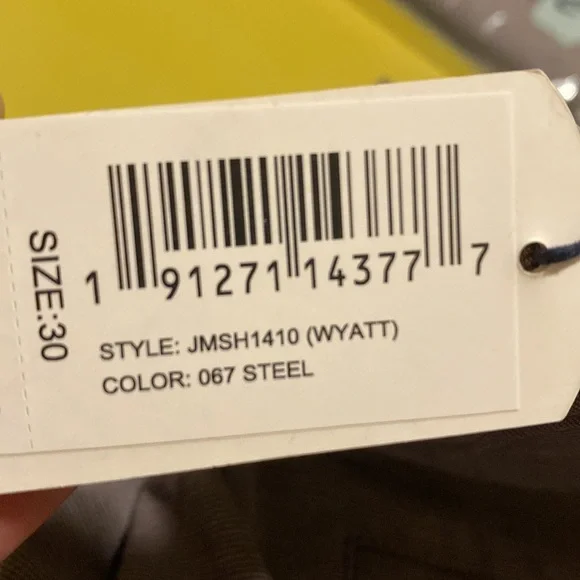 SIZE:30
1 91271 14377 7
STYLE: JMSH1410 (WYATT)
COLOR: 067 STEEL